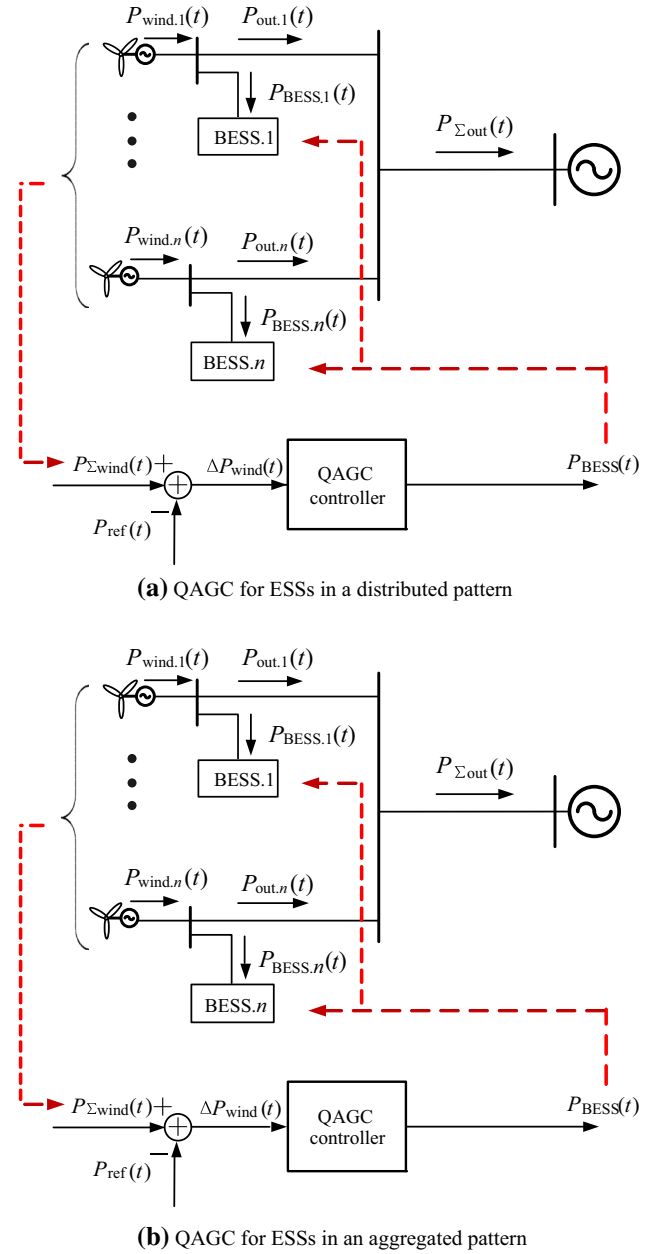 P_wind.1(t) P_out.1(t)
P_BESS.1(t)
BESS.1
P_Σout(t)
P_wind.n(t) P_out.n(t)
P_BESS.n(t)
BESS.n
P_Σwind(t) + ΔP_wind(t) QAGC controller P_BESS(t)
− P_ref(t)
(a) QAGC for ESSs in a distributed pattern
P_wind.1(t) P_out.1(t)
P_BESS.1(t)
BESS.1
P_Σout(t)
P_wind.n(t) P_out.n(t)
P_BESS.n(t)
BESS.n
P_Σwind(t) + ΔP_wind(t) QAGC controller P_BESS(t)
− P_ref(t)
(b) QAGC for ESSs in an aggregated pattern